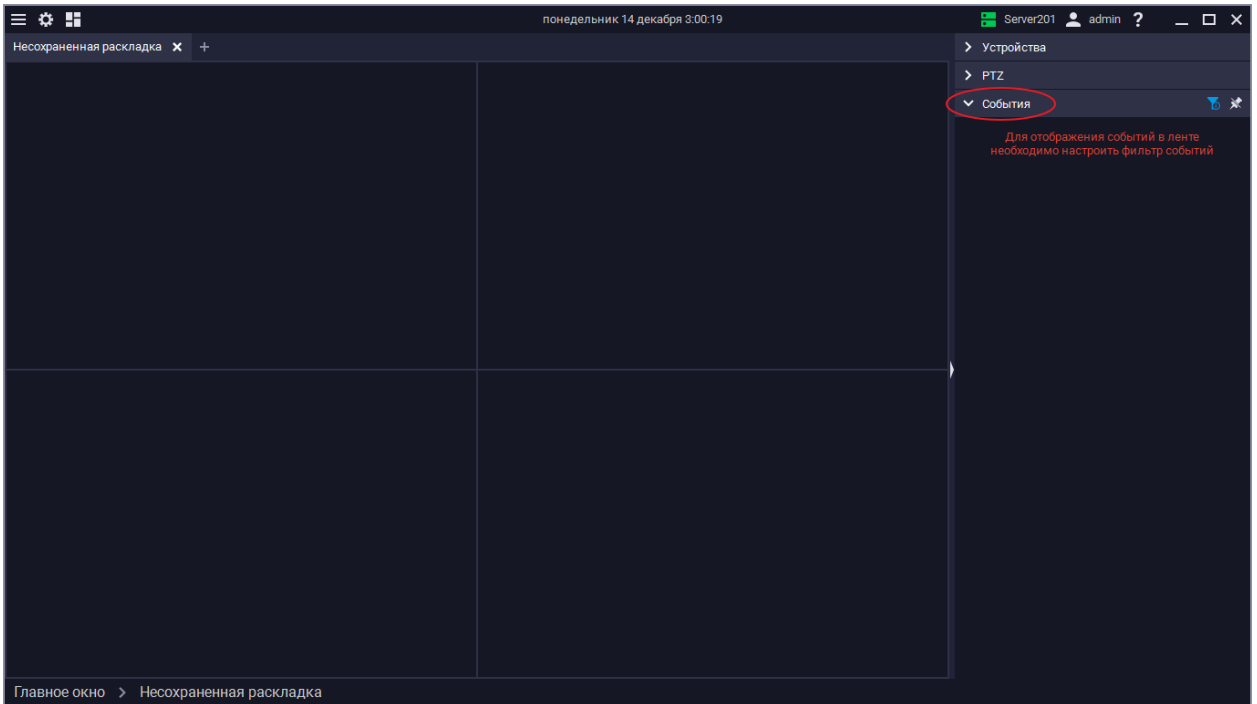 понедельник 14 декабря 3:00:19
Server201 admin ?
Несохраненная раскладка
Устройства
PTZ
События
Для отображения событий в ленте
необходимо настроить фильтр событий
Главное окно > Несохраненная раскладка